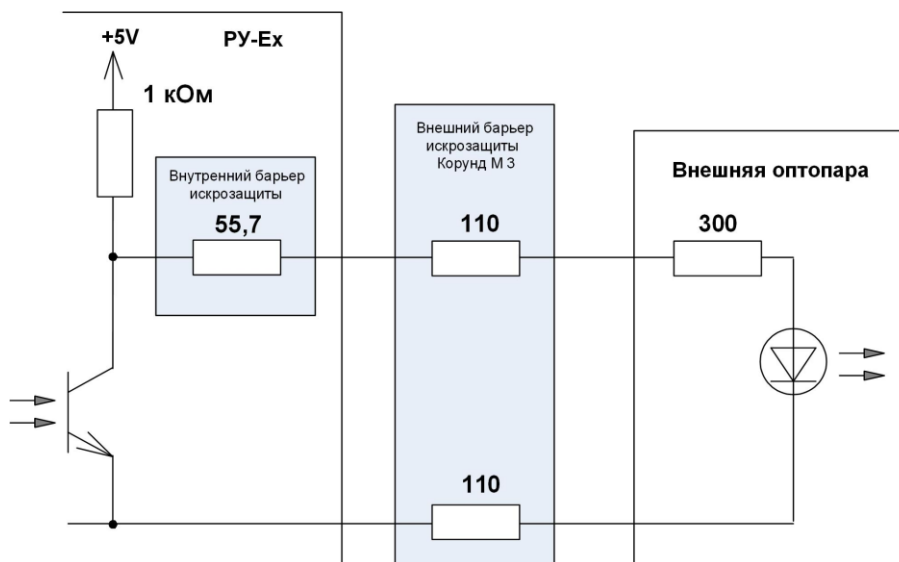 +5V
РУ-Ех
1 кОм
Внутренний барьер
искрозащиты
55,7
Внешний барьер
искрозащиты
Корунд М 3
110
Внешняя оптопара
300
110